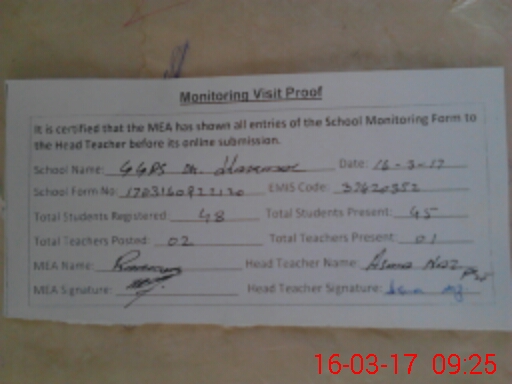 Monitoring Visit Proof
It is certified that the MEA has shown all entries of the School Monitoring Form to
the Head Teacher before its online submission.
School Name: GGPS Date: 16-3-17
School Form No: EMIS Code: 37620352
Total Students Registered: 48 Total Students Present: 45
Total Teachers Posted: 02 Total Teachers Present: 01
MEA Name: Head Teacher Name: Asma Naz
MEA Signature: Head Teacher Signature:
16-03-17 09:25